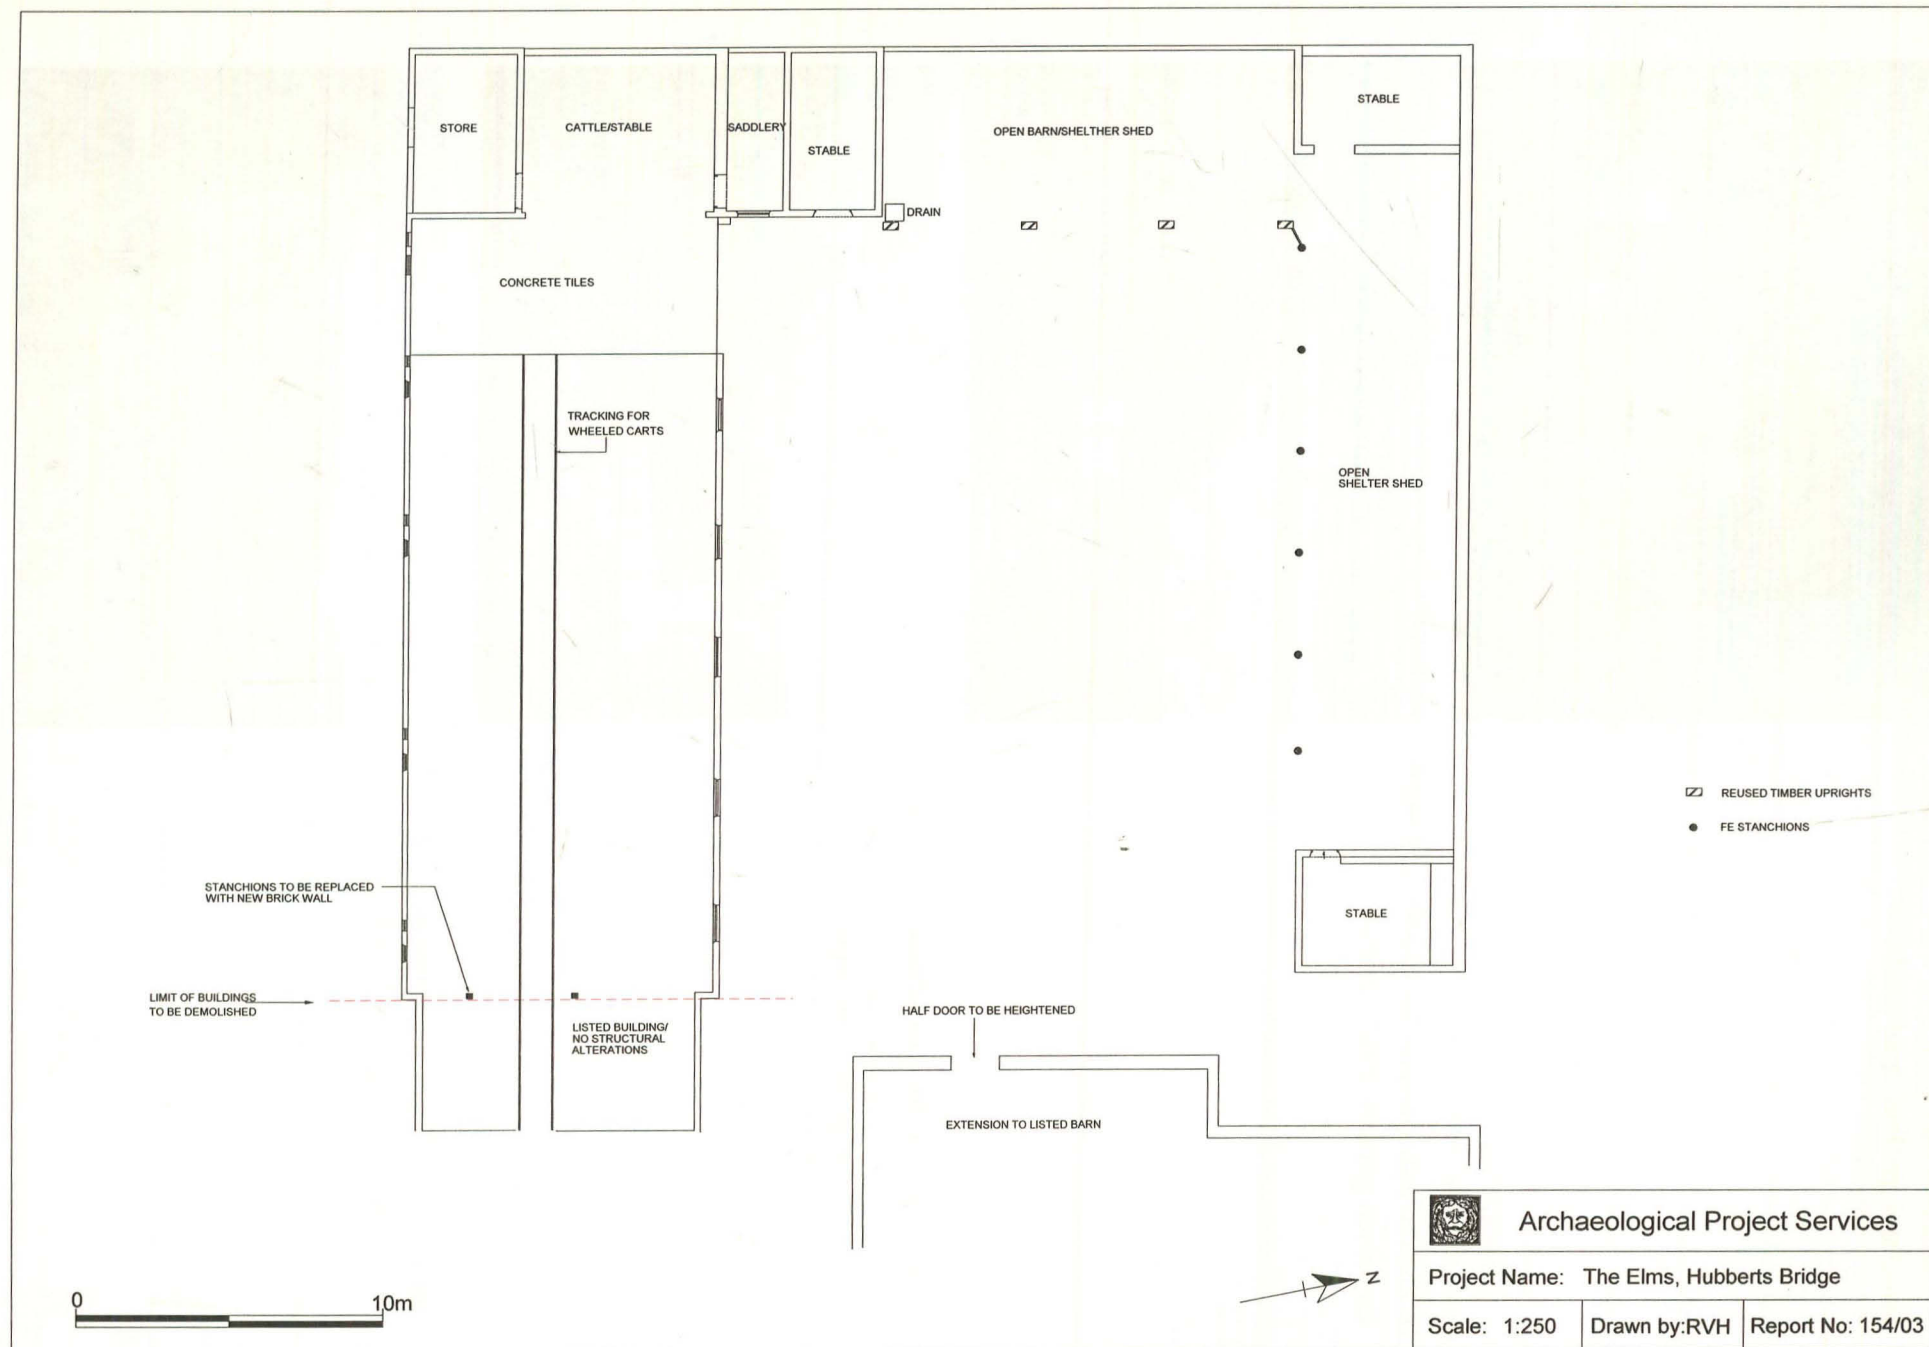 STABLE
STORE
CATTLE/STABLE
SADDLERY
OPEN BARN/SHELTHER SHED
STABLE
DRAIN
CONCRETE TILES
TRACKING FOR
WHEELED CARTS
OPEN
SHELTER SHED
REUSED TIMBER UPRIGHTS
FE STANCHIONS
STANCHIONS TO BE REPLACED
WITH NEW BRICK WALL
STABLE
LIMIT OF BUILDINGS
TO BE DEMOLISHED
HALF DOOR TO BE HEIGHTENED
LISTED BUILDING/
NO STRUCTURAL
ALTERATIONS
EXTENSION TO LISTED BARN
Archaeological Project Services
N
Project Name: The Elms, Hubberts Bridge
0 10m
Scale: 1:250 Drawn by:RVH Report No: 154/03